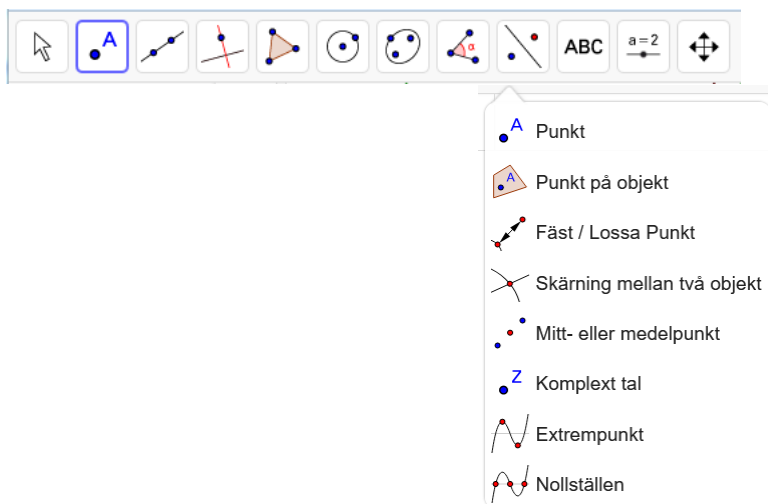 A
α
ABC
a=2
A
Punkt
A
Punkt på objekt
Fäst / Lossa Punkt
Skärning mellan två objekt
Mitt- eller medelpunkt
Z
Komplext tal
Extrempunkt
Nollställen